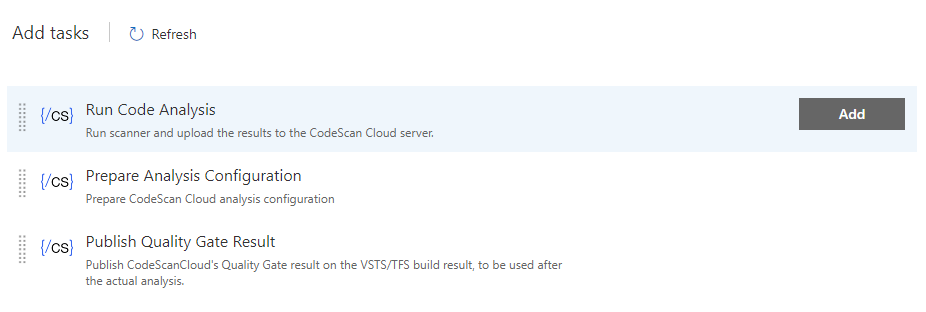 Add tasks
Refresh
{/cs} Run Code Analysis
Add
Run scanner and upload the results to the CodeScan Cloud server.
{/cs} Prepare Analysis Configuration
Prepare CodeScan Cloud analysis configuration
{/cs} Publish Quality Gate Result
Publish CodeScanCloud's Quality Gate result on the VSTS/TFS build result, to be used after
the actual analysis.